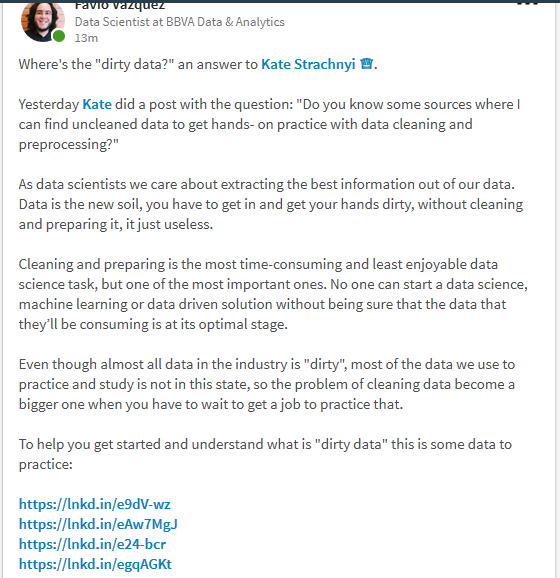 Favio Vázquez
Data Scientist at BBVA Data & Analytics
13m
Where's the "dirty data?" an answer to Kate Strachnyi ♕.
Yesterday Kate did a post with the question: "Do you know some sources where I
can find uncleaned data to get hands- on practice with data cleaning and
preprocessing?"
As data scientists we care about extracting the best information out of our data.
Data is the new soil, you have to get in and get your hands dirty, without cleaning
and preparing it, it just useless.
Cleaning and preparing is the most time-consuming and least enjoyable data
science task, but one of the most important ones. No one can start a data science,
machine learning or data driven solution without being sure that the data that
they’ll be consuming is at its optimal stage.
Even though almost all data in the industry is "dirty", most of the data we use to
practice and study is not in this state, so the problem of cleaning data become a
bigger one when you have to wait to get a job to practice that.
To help you get started and understand what is "dirty data" this is some data to
practice:
https://lnkd.in/e9dV-wz
https://lnkd.in/eAw7MgJ
https://lnkd.in/e24-bcr
https://lnkd.in/egqAGKt